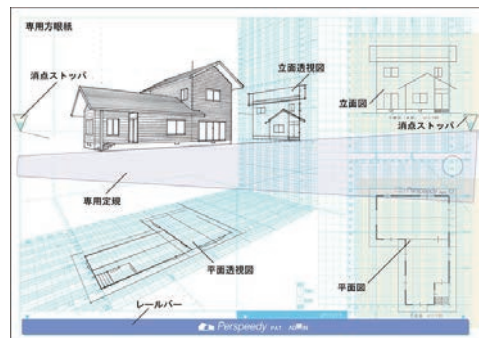 専用方眼紙
消点ストッパ
立面透視図
立面図
消点ストッパ
専用定規
Perspeedy
平面透視図
平面図
レールバー
Perspeedy PAT.